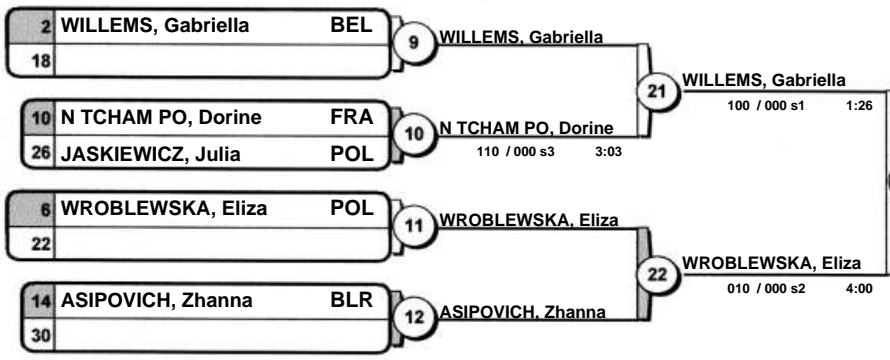 2 WILLEMS, Gabriella BEL
18
9 WILLEMS, Gabriella
21 WILLEMS, Gabriella
100 / 000 s1 1:26
10 N TCHAM PO, Dorine FRA
26 JASKIEWICZ, Julia POL
10 N TCHAM PO, Dorine
110 / 000 s3 3:03
6 WROBLEWSKA, Eliza POL
22
11 WROBLEWSKA, Eliza
22 WROBLEWSKA, Eliza
010 / 000 s2 4:00
14 ASIPOVICH, Zhanna BLR
30
12 ASIPOVICH, Zhanna